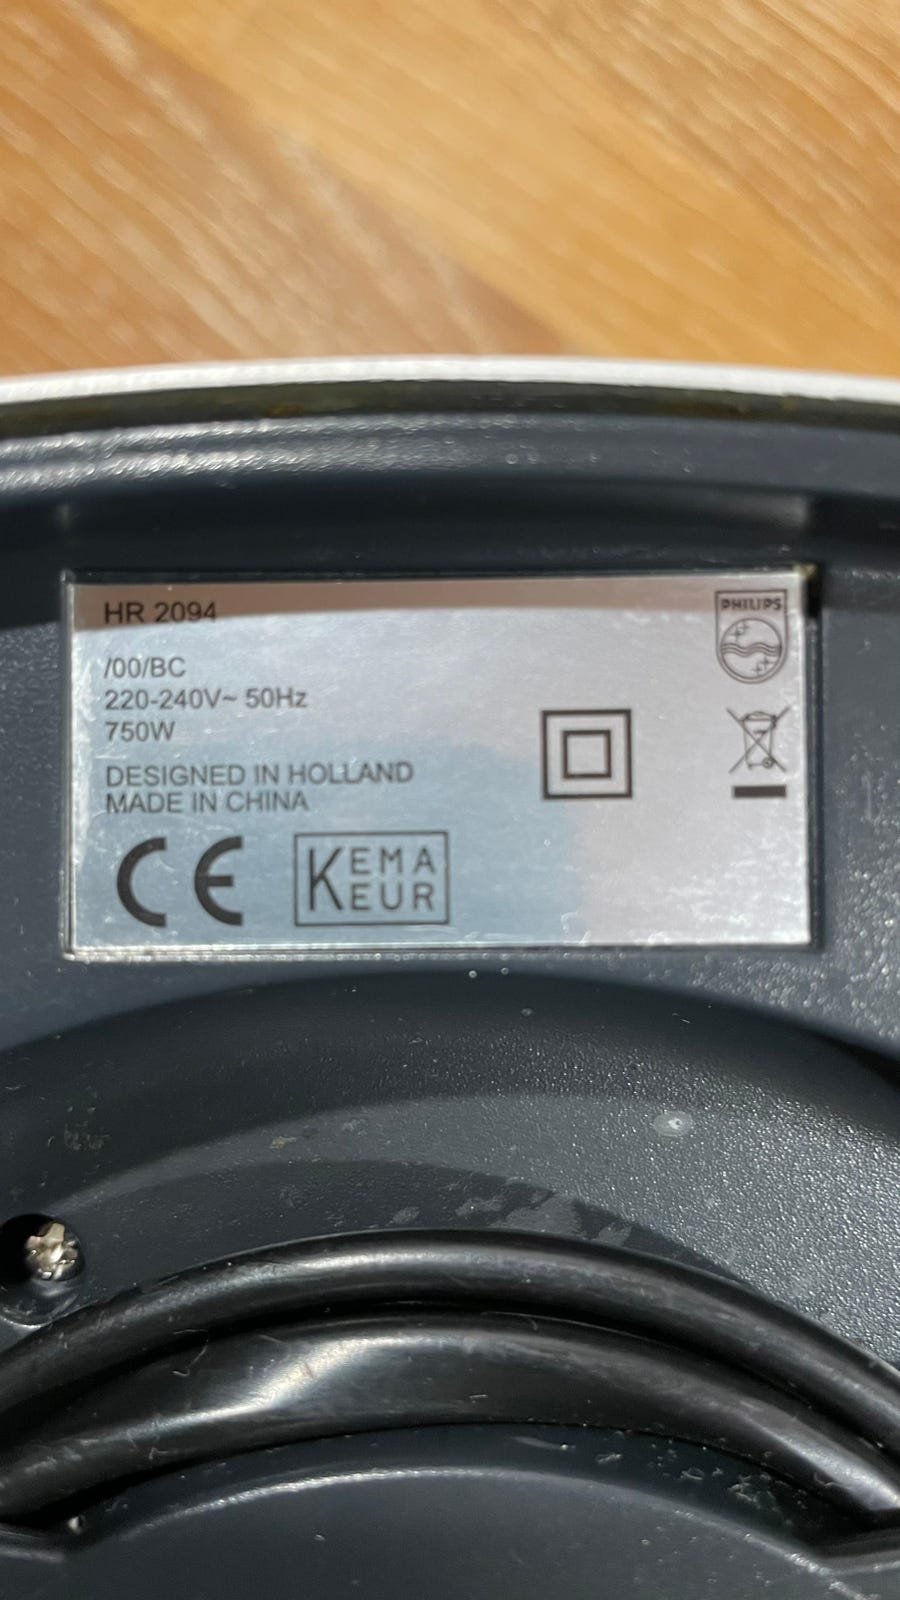 HR 2094
PHILIPS
/00/BC
220-240V~ 50Hz
750W
DESIGNED IN HOLLAND
MADE IN CHINA
CE
KEMA
KEUR